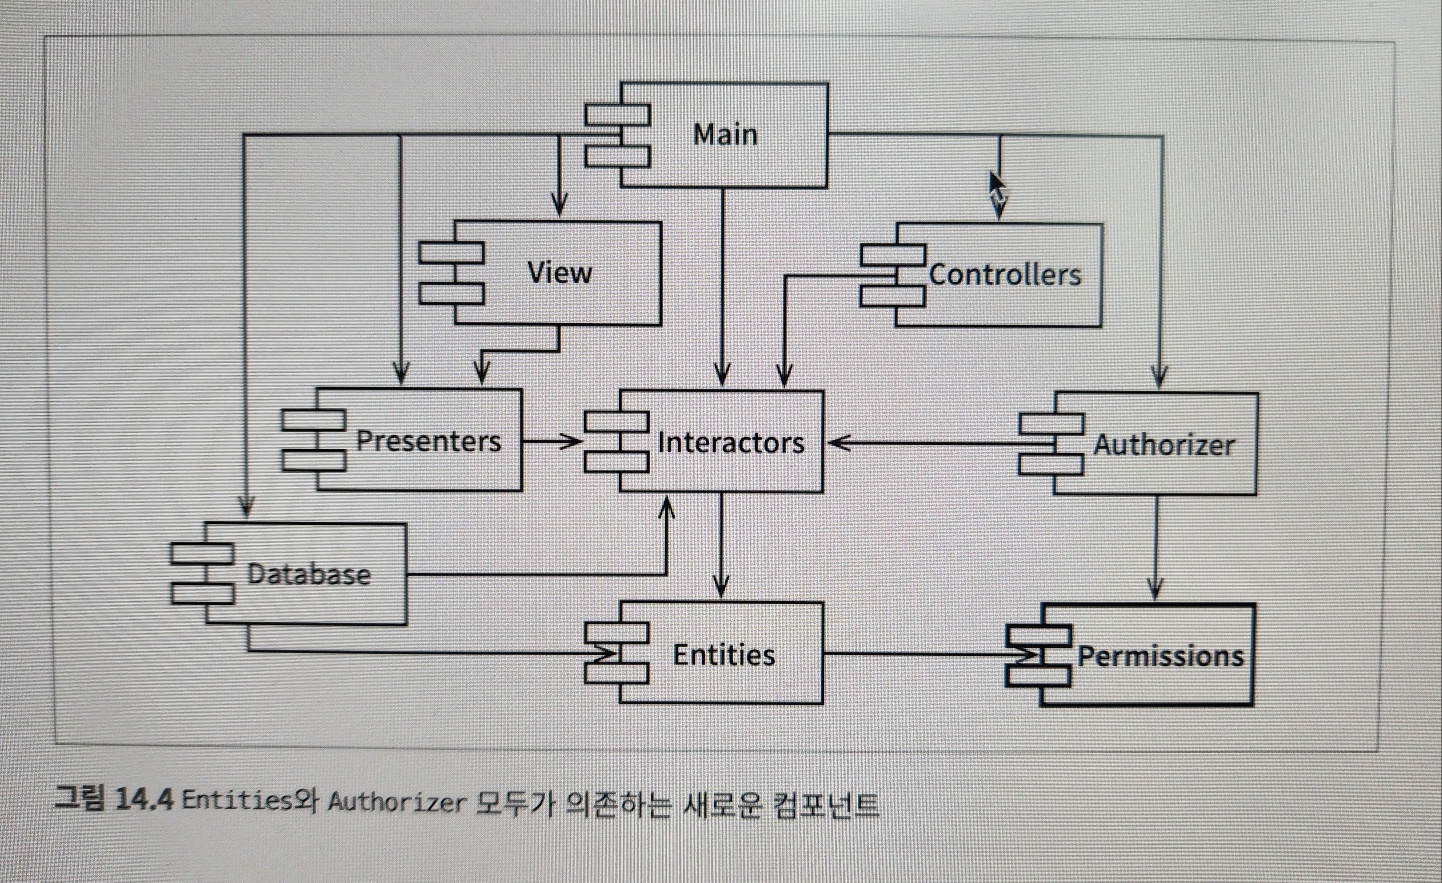 Main
View
Controllers
Presenters
Interactors
Authorizer
Database
Entities
Permissions
그림 14.4 Entities와 Authorizer 모두가 의존하는 새로운 컴포넌트